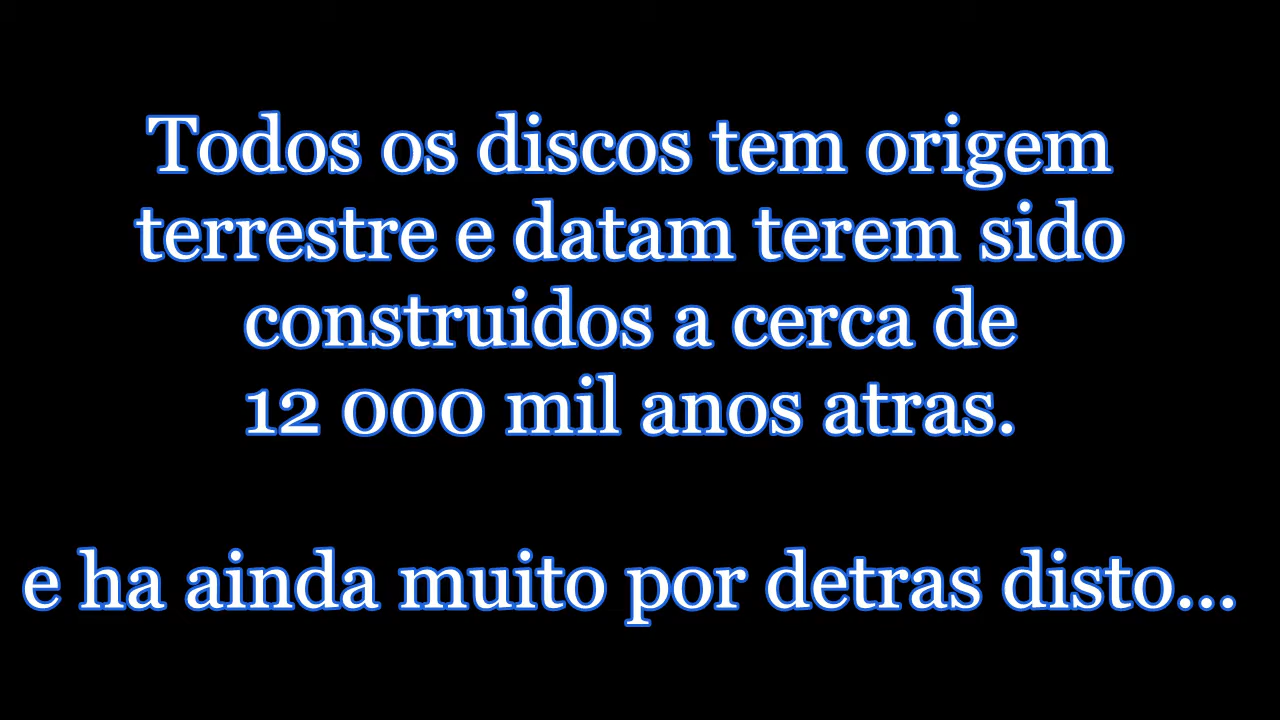 Todos os discos tem origem
terrestre e datam terem sido
construidos a cerca de
12 000 mil anos atras.
e ha ainda muito por detras disto...